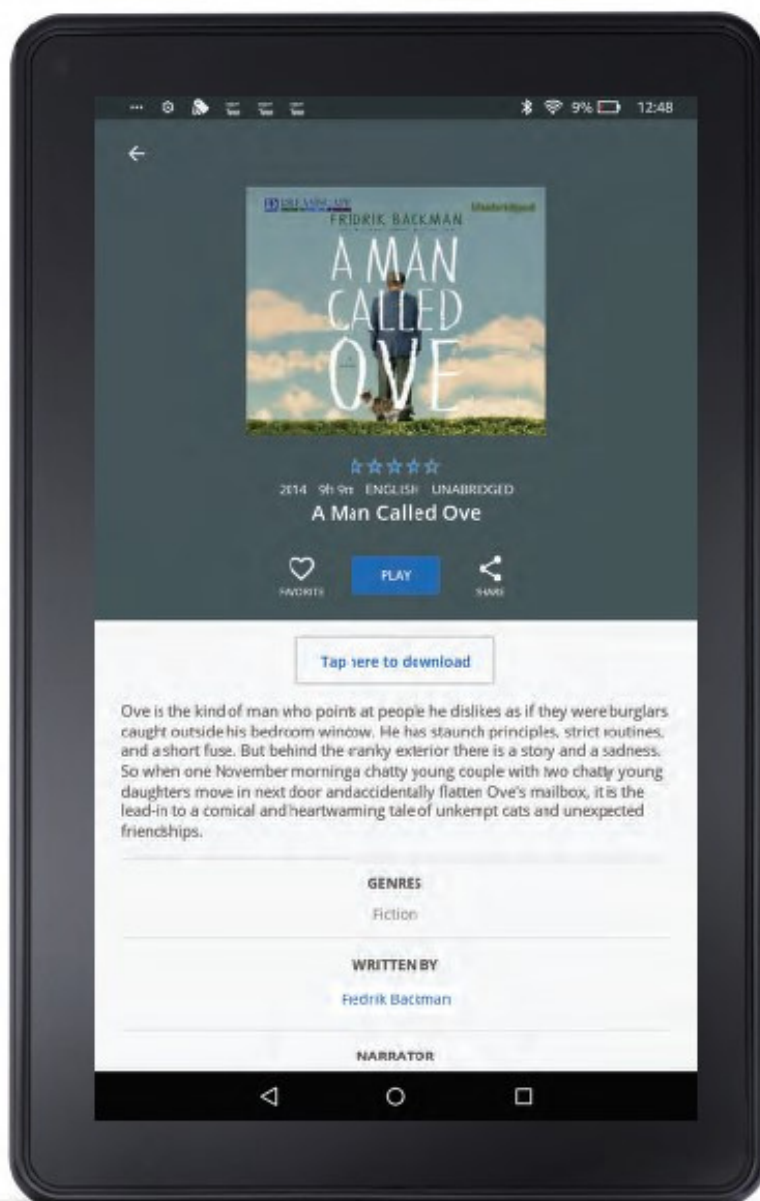 9% 12:48
DREAMSCAPE
Unabridged
FRIDRIK BACKMAN
A MAN
CALLED
OVE
2014 9h 9m ENGLISH UNABRIDGED
A Man Called Ove
PLAY
FAVORITE
SHARE
Tap here to download
Ove is the kind of man who points at people he dislikes as if they were burglars
caught outside his bedroom window. He has staunch principles, strict routines,
and a short fuse. But behind the cranky exterior there is a story and a sadness.
So when one November morning a chatty young couple with two chatty young
daughters move in next door and accidentally flatten Ove's mailbox, it is the
lead-in to a comical and heartwarming tale of unkempt cats and unexpected
friendships.
GENRES
Fiction
WRITTEN BY
Fredrik Backman
NARRATOR